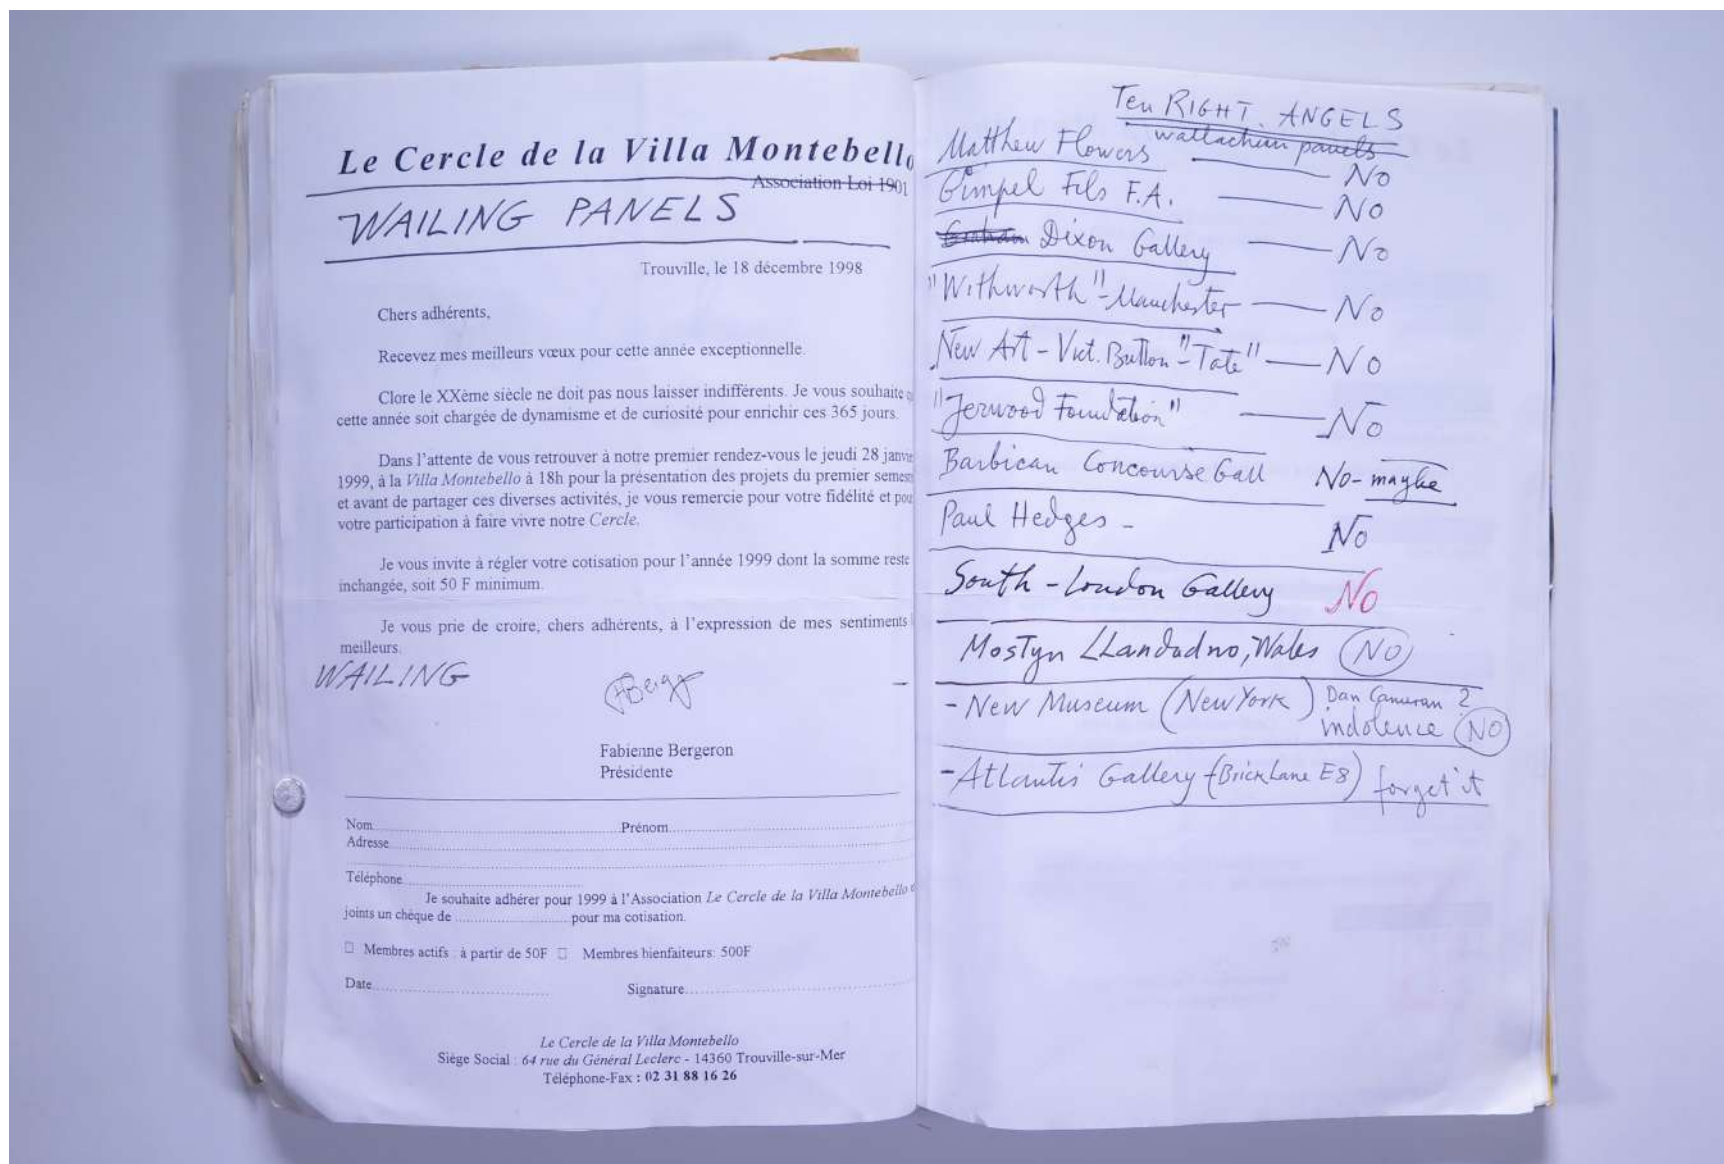 Le Cercle de la Villa Montebello
Association Loi 1901
WAILING PANELS
Trouville, le 18 décembre 1998
Chers adhérents,
Recevez mes meilleurs vœux pour cette année exceptionnelle.
Clore le XXème siècle ne doit pas nous laisser indifférents. Je vous souhaite
cette année soit chargée de dynamisme et de curiosité pour enrichir ces 365 jours.
Dans l'attente de vous retrouver à notre premier rendez-vous le jeudi 28 janvie
1999, à la Villa Montebello à 18h pour la présentation des projets du premier semes
et avant de partager ces diverses activités, je vous remercie pour votre fidélité et pou
votre participation à faire vivre notre Cercle.
Je vous invite à régler votre cotisation pour l'année 1999 dont la somme reste
inchangée, soit 50 F minimum.
Je vous prie de croire, chers adhérents, à l'expression de mes sentiments
meilleurs.
WAILING
Fabienne Bergeron
Présidente
Nom Prénom
Adresse
Téléphone
Je souhaite adhérer pour 1999 à l'Association Le Cercle de la Villa Montebello
joints un chèque de pour ma cotisation.
Membres actifs : à partir de 50F Membres bienfaiteurs: 500F
Date Signature
Le Cercle de la Villa Montebello
Siège Social : 64 rue du Général Leclerc - 14360 Trouville-sur-Mer
Téléphone-Fax : 02 31 88 16 26
Ten RIGHT. ANGELS
wallachian panels
Matthew Flowers — No
Gimpel Fils F.A. — No
Graham Dixon Gallery — No
"Withworth" - Manchester — No
New Art - Vict. Button - "Tate" — No
"Jerwood Foundation" — No
Barbican Concourse Gall No - maybe
Paul Hedges - No
South - London Gallery No
Mostyn LLandudno, Wales NO
- New Museum (New York) Dan Cameran ?
indolence NO
- Atlantis Gallery - (Brick Lane E8) forget it